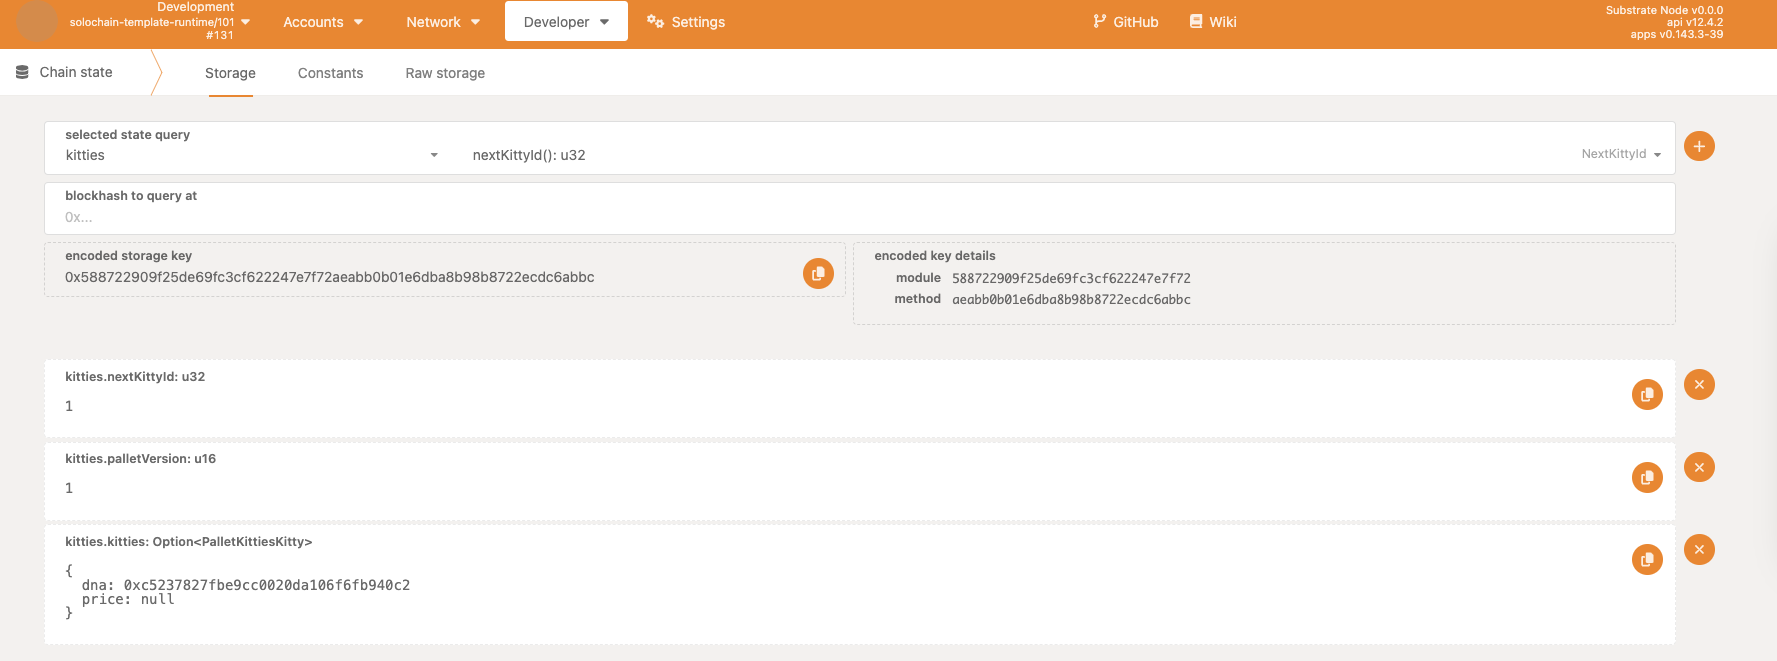 Development
solochain-template-runtime/101
#131
Accounts
Network
Developer
Settings
GitHub
Wiki
Substrate Node v0.0.0
api v12.4.2
apps v0.143.3-39
Chain state
Storage
Constants
Raw storage
selected state query
kitties
nextKittyId(): u32
NextKittyId
blockhash to query at
0x...
encoded storage key
0x588722909f25de69fc3cf622247e7f72aeabb0b01e6dba8b98b8722ecdc6abbc
encoded key details
module 588722909f25de69fc3cf622247e7f72
method aeabb0b01e6dba8b98b8722ecdc6abbc
kitties.nextKittyId: u32
1
kitties.palletVersion: u16
1
kitties.kitties: Option<PalletKittiesKitty>
{
dna: 0xc5237827fbe9cc0020da106f6fb940c2
price: null
}